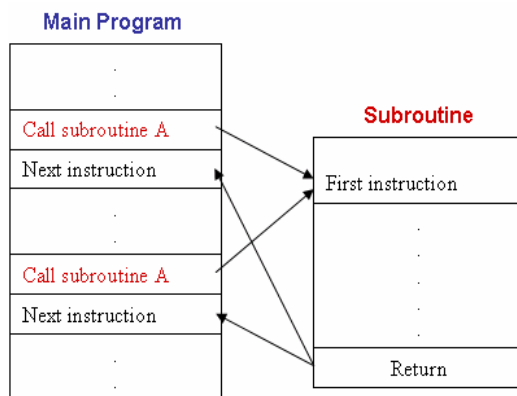 Main Program
.
.
Call subroutine A
Next instruction
.
.
Call subroutine A
Next instruction
.
.
Subroutine
First instruction
.
.
.
.
Return